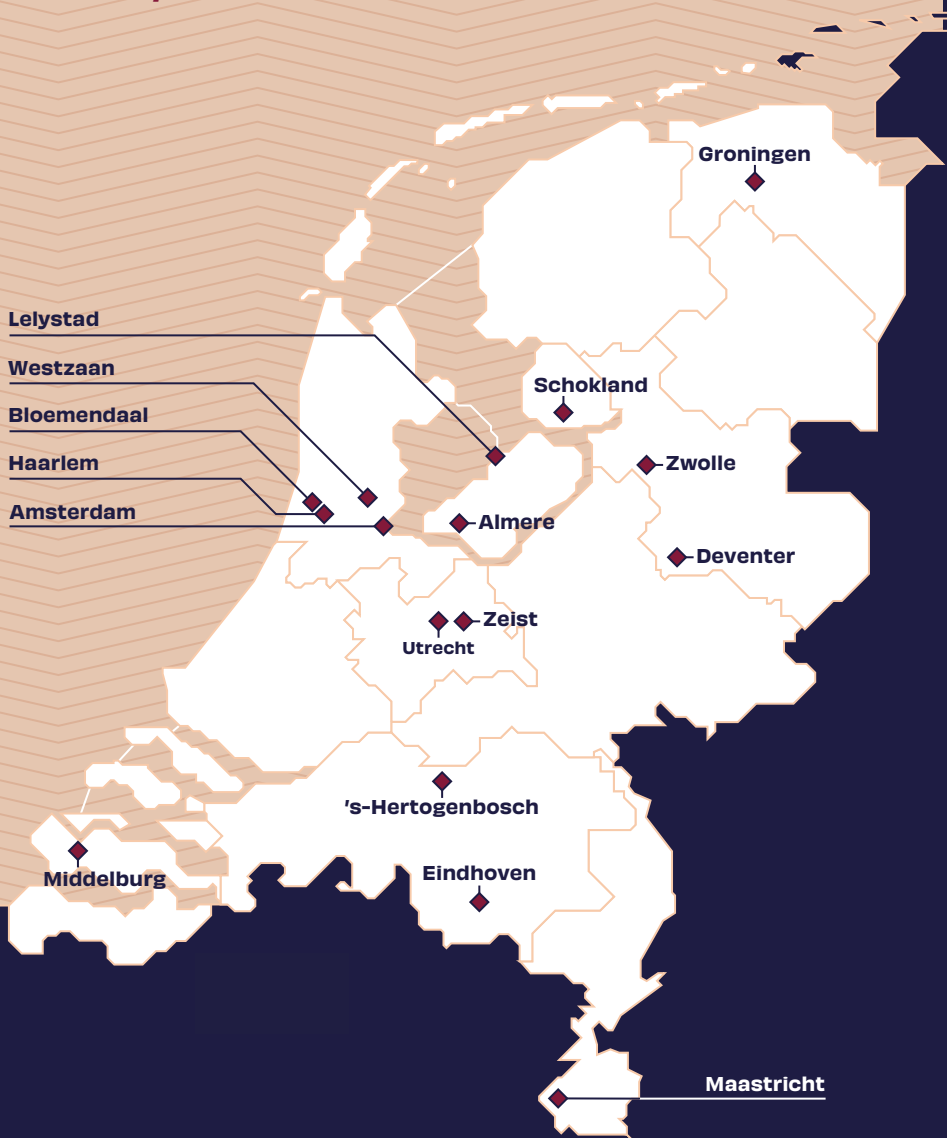 Groningen
Lelystad
Westzaan
Schokland
Bloemendaal
Haarlem
Zwolle
Amsterdam
Almere
Deventer
Zeist
Utrecht
's-Hertogenbosch
Eindhoven
Middelburg
Maastricht